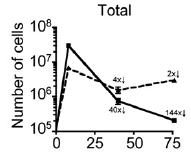 Total
Number of cells
10⁸
10⁷
10⁶
10⁵
4x↓
2x↓
40x↓
144x↓
0 25 50 75